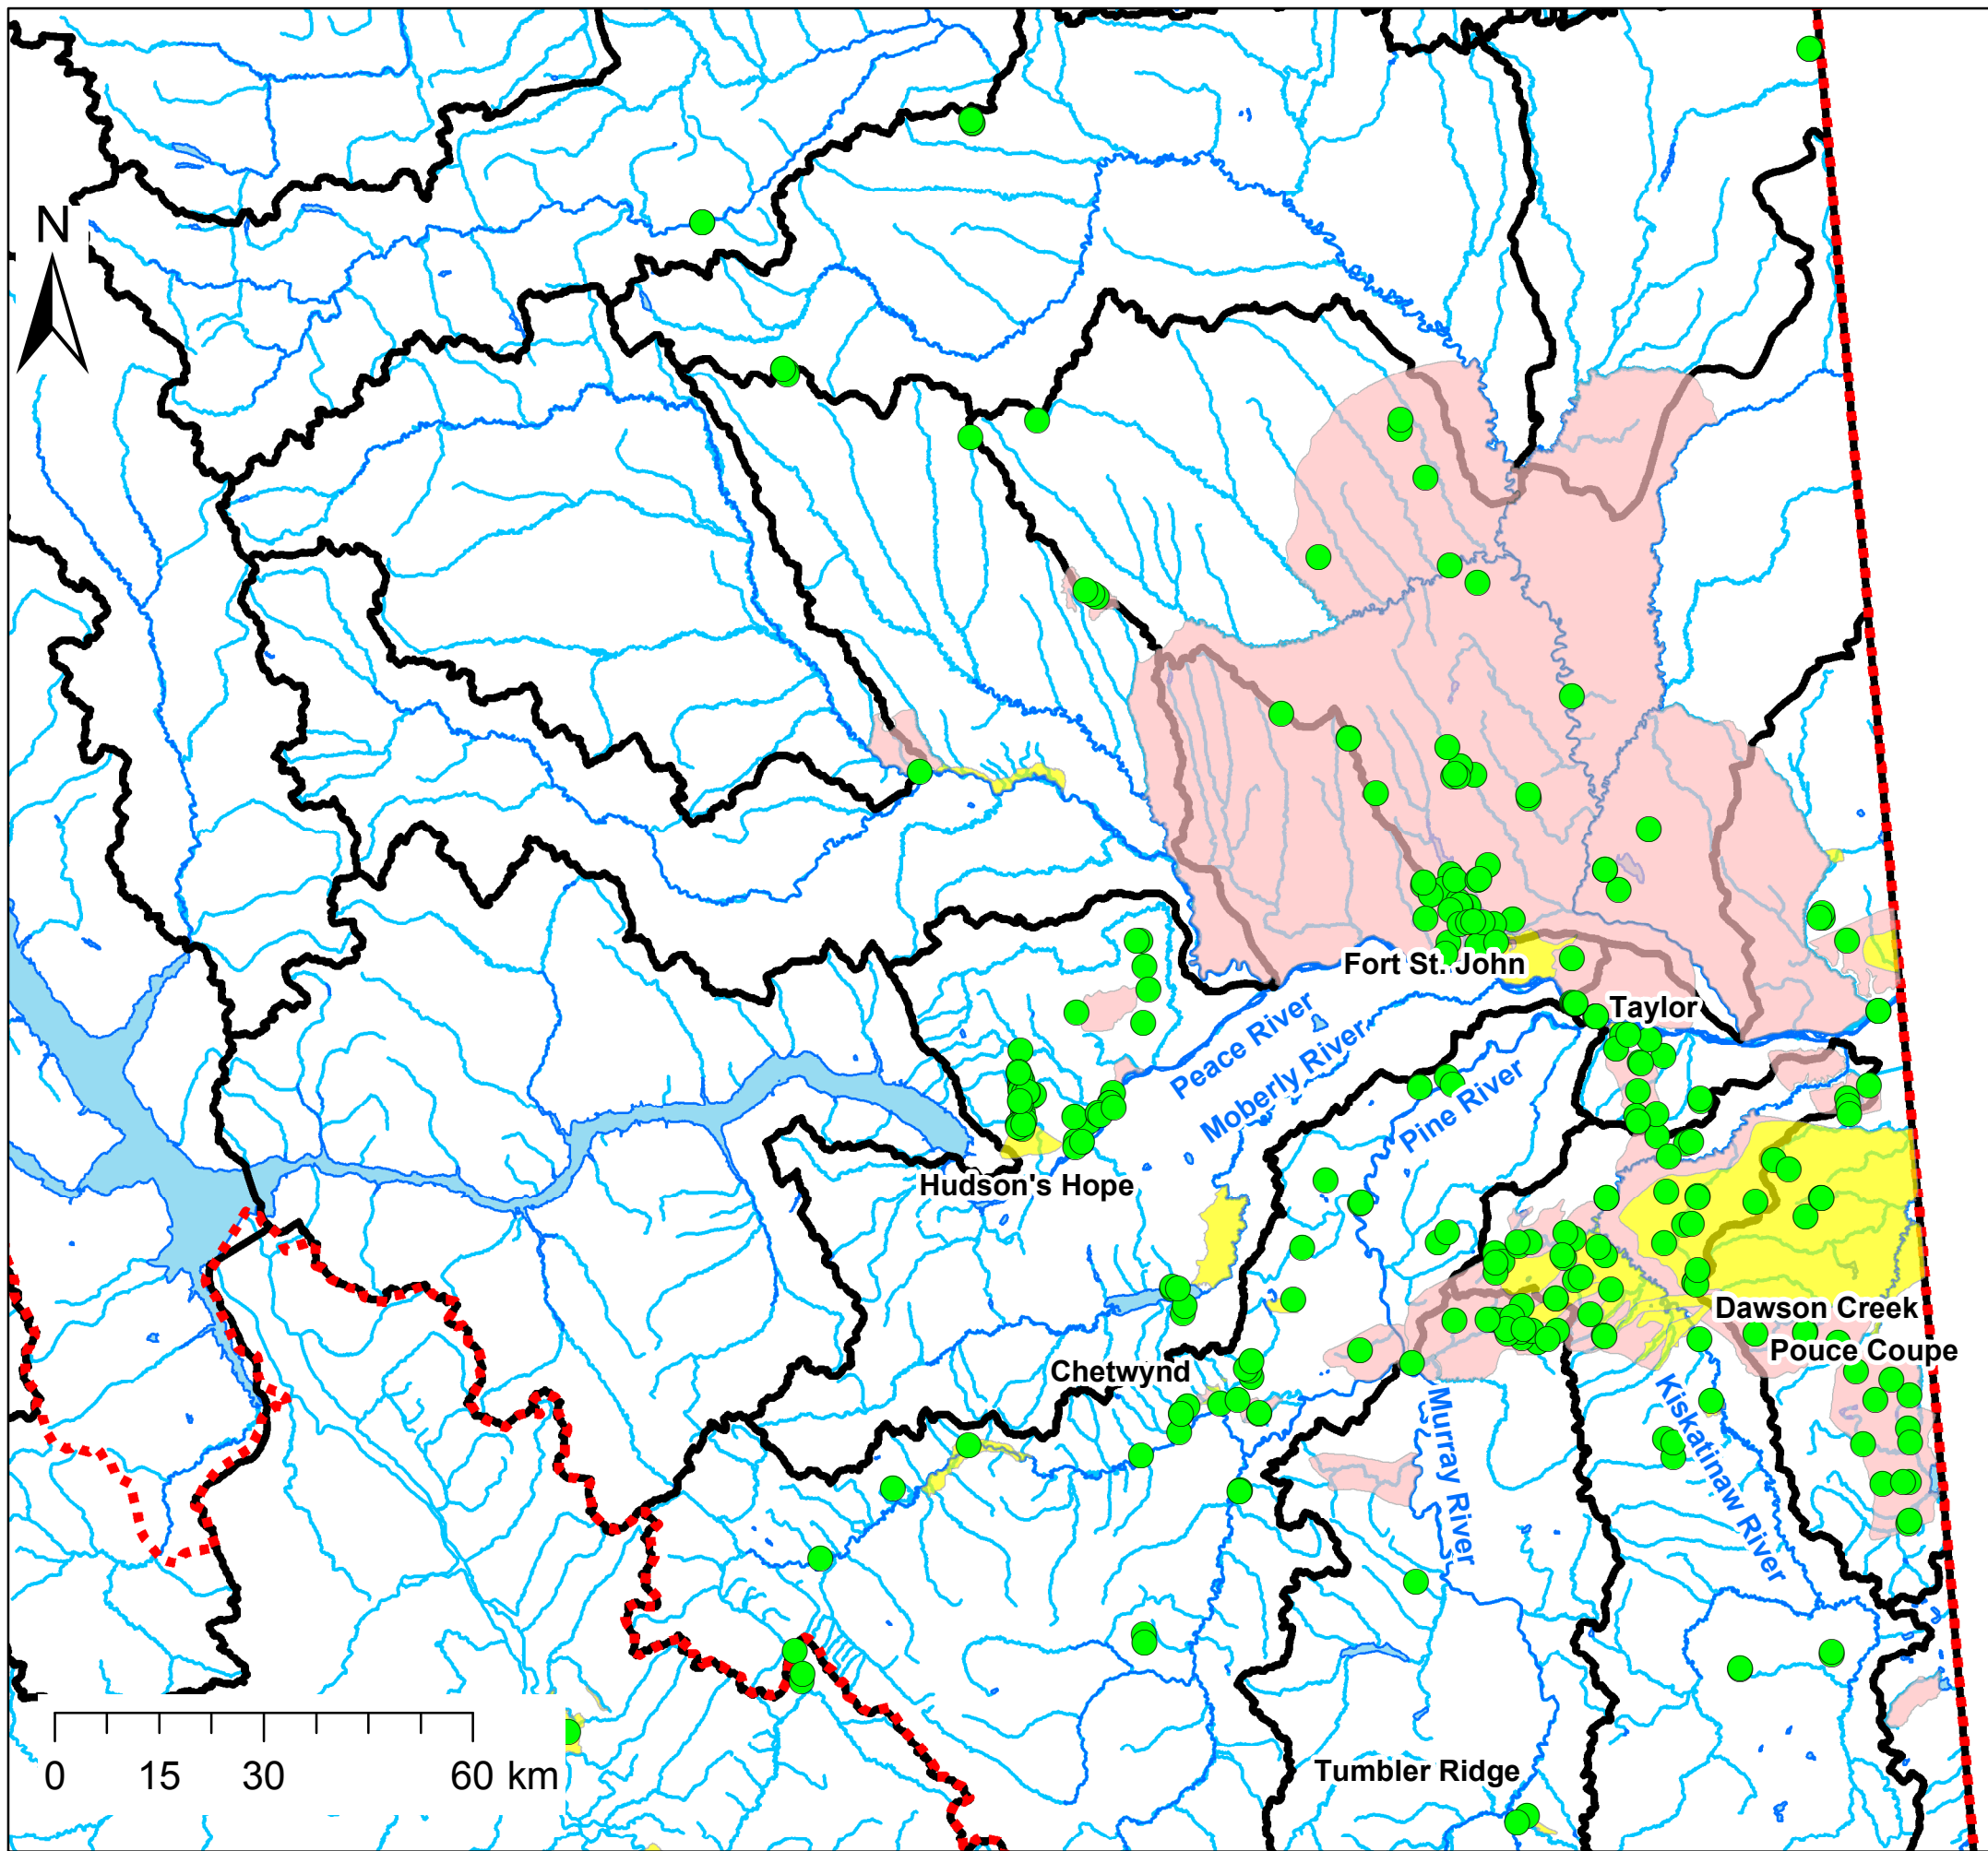 N
Fort St. John
Taylor
Peace River
Moberly River
Pine River
Hudson's Hope
Dawson Creek
Pouce Coupe
Chetwynd
Murray River
Kiskatinaw River
Tumbler Ridge
0 15 30 60 km